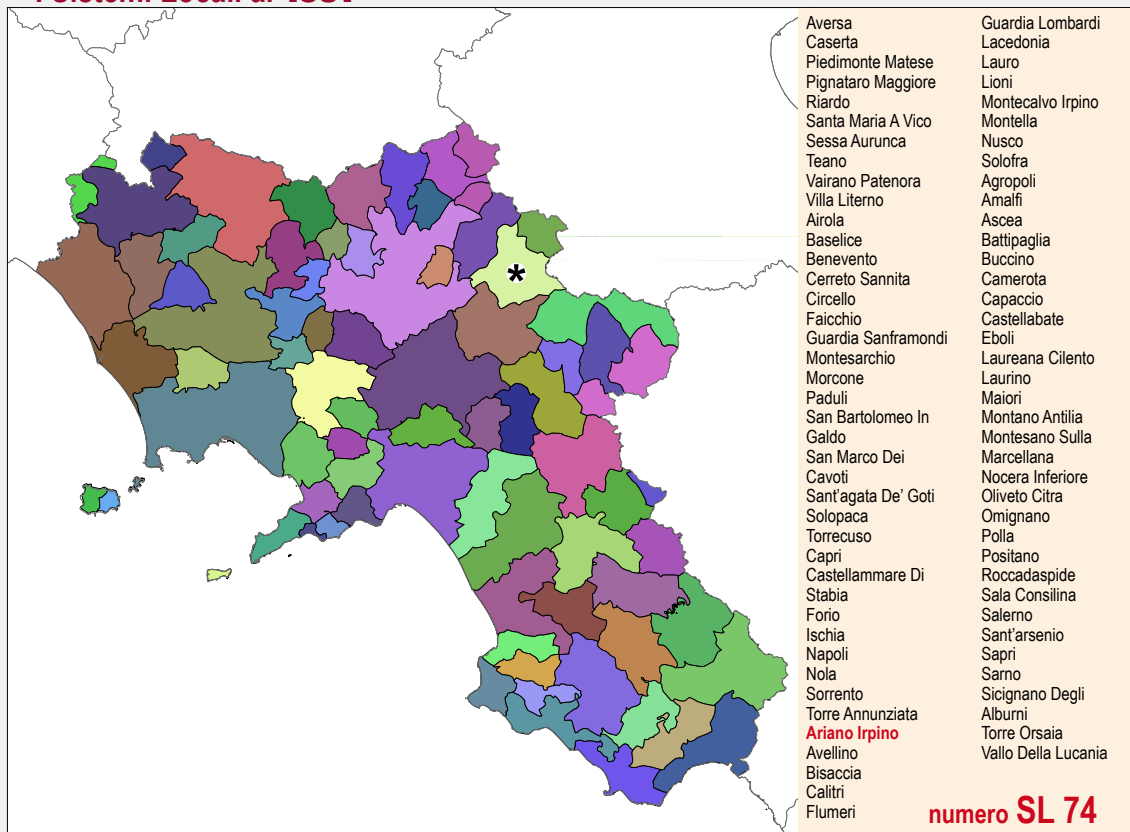 Aversa
Caserta
Piedimonte Matese
Pignataro Maggiore
Riardo
Santa Maria A Vico
Sessa Aurunca
Teano
Vairano Patenora
Villa Literno
Airola
Baselice
Benevento
Cerreto Sannita
Circello
Faicchio
Guardia Sanframondi
Montesarchio
Morcone
Paduli
San Bartolomeo In
Galdo
San Marco Dei
Cavoti
Sant'agata De' Goti
Solopaca
Torrecuso
Capri
Castellammare Di
Stabia
Forio
Ischia
Napoli
Nola
Sorrento
Torre Annunziata
Ariano Irpino
Avellino
Bisaccia
Calitri
Flumeri
Guardia Lombardi
Lacedonia
Lauro
Lioni
Montecalvo Irpino
Montella
Nusco
Solofra
Agropoli
Amalfi
Ascea
Battipaglia
Buccino
Camerota
Capaccio
Castellabate
Eboli
Laureana Cilento
Laurino
Maiori
Montano Antilia
Montesano Sulla
Marcellana
Nocera Inferiore
Oliveto Citra
Omignano
Polla
Positano
Roccadaspide
Sala Consilina
Salerno
Sant'arsenio
Sapri
Sarno
Sicignano Degli
Alburni
Torre Orsaia
Vallo Della Lucania
numero SL 74
*